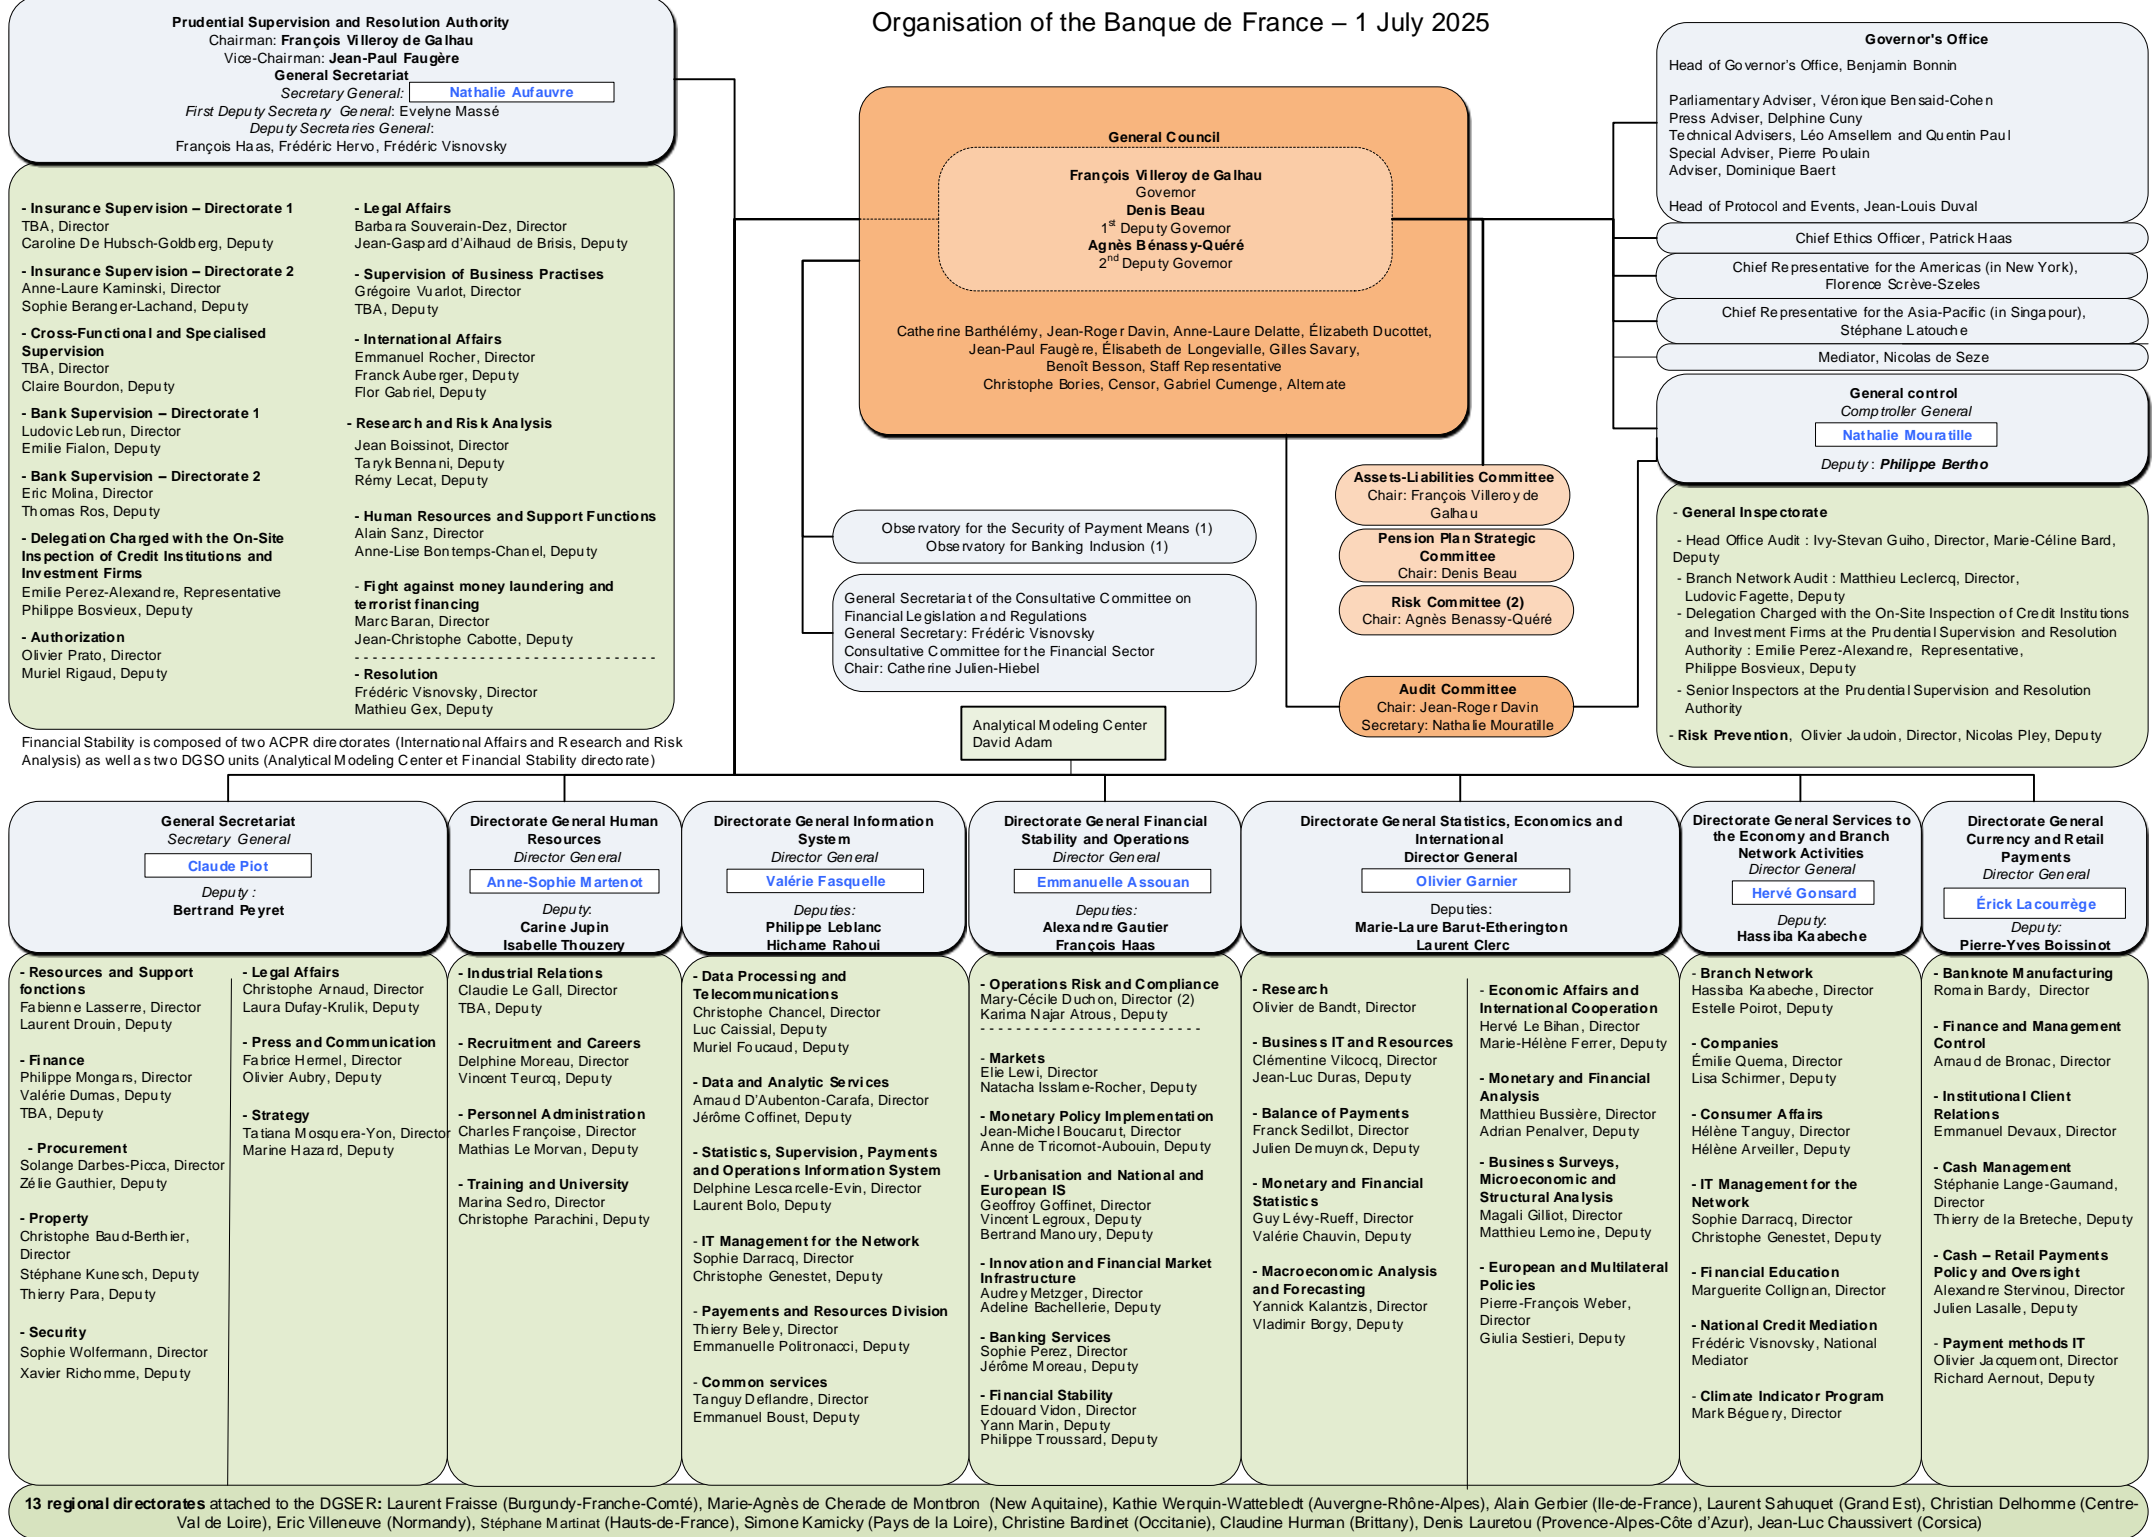 Organisation of the Banque de France – 1 July 2025
Prudential Supervision and Resolution Authority
Chairman: François Villeroy de Galhau
Vice-Chairman: Jean-Paul Faugère
General Secretariat
Secretary General: Nathalie Aufauvre
First Deputy Secretary General: Evelyne Massé
Deputy Secretaries General:
François Haas, Frédéric Hervo, Frédéric Visnovsky
- Insurance Supervision – Directorate 1
TBA, Director
Caroline De Hubsch-Goldberg, Deputy
- Insurance Supervision – Directorate 2
Anne-Laure Kaminski, Director
Sophie Beranger-Lachand, Deputy
- Cross-Functional and Specialised
Supervision
TBA, Director
Claire Bourdon, Deputy
- Bank Supervision – Directorate 1
Ludovic Lebrun, Director
Emilie Fialon, Deputy
- Bank Supervision – Directorate 2
Eric Molina, Director
Thomas Ros, Deputy
- Delegation Charged with the On-Site
Inspection of Credit Institutions and
Investment Firms
Emilie Perez-Alexandre, Representative
Philippe Bosvieux, Deputy
- Authorization
Olivier Prato, Director
Muriel Rigaud, Deputy
- Legal Affairs
Barbara Souverain-Dez, Director
Jean-Gaspard d'Ailhaud de Brisis, Deputy
- Supervision of Business Practises
Grégoire Vuarlot, Director
TBA, Deputy
- International Affairs
Emmanuel Rocher, Director
Franck Auberger, Deputy
Flor Gabriel, Deputy
- Research and Risk Analysis
Jean Boissinot, Director
Taryk Bennani, Deputy
Rémy Lecat, Deputy
- Human Resources and Support Functions
Alain Sanz, Director
Anne-Lise Bontemps-Chanel, Deputy
- Fight against money laundering and
terrorist financing
Marc Baran, Director
Jean-Christophe Cabotte, Deputy
- Resolution
Frédéric Visnovsky, Director
Mathieu Gex, Deputy
Financial Stability is composed of two ACPR directorates (International Affairs and Research and Risk
Analysis) as well as two DGSO units (Analytical Modeling Center et Financial Stability directorate)
General Council
François Villeroy de Galhau
Governor
Denis Beau
1st Deputy Governor
Agnès Bénassy-Quéré
2nd Deputy Governor
Catherine Barthélémy, Jean-Roger Davin, Anne-Laure Delatte, Élizabeth Ducottet,
Jean-Paul Faugère, Élisabeth de Longevialle, Gilles Savary,
Benoît Besson, Staff Representative
Christophe Bories, Censor, Gabriel Cumenge, Alternate
Observatory for the Security of Payment Means (1)
Observatory for Banking Inclusion (1)
General Secretariat of the Consultative Committee on
Financial Legislation and Regulations
General Secretary: Frédéric Visnovsky
Consultative Committee for the Financial Sector
Chair: Catherine Julien-Hiebel
Assets-Liabilities Committee
Chair: François Villeroy de
Galhau
Pension Plan Strategic
Committee
Chair: Denis Beau
Risk Committee (2)
Chair: Agnès Benassy-Quéré
Audit Committee
Chair: Jean-Roger Davin
Secretary: Nathalie Mouratille
Analytical Modeling Center
David Adam
Governor's Office
Head of Governor's Office, Benjamin Bonnin
Parliamentary Adviser, Véronique Bensaid-Cohen
Press Adviser, Delphine Cuny
Technical Advisers, Léo Amsellem and Quentin Paul
Special Adviser, Pierre Poulain
Adviser, Dominique Baert
Head of Protocol and Events, Jean-Louis Duval
Chief Ethics Officer, Patrick Haas
Chief Representative for the Americas (in New York),
Florence Scrève-Szeles
Chief Representative for the Asia-Pacific (in Singapour),
Stéphane Latouche
Mediator, Nicolas de Seze
General control
Comptroller General
Nathalie Mouratille
Deputy : Philippe Bertho
- General Inspectorate
- Head Office Audit : Ivy-Stevan Guiho, Director, Marie-Céline Bard,
Deputy
- Branch Network Audit : Matthieu Leclercq, Director,
Ludovic Fagette, Deputy
- Delegation Charged with the On-Site Inspection of Credit Institutions
and Investment Firms at the Prudential Supervision and Resolution
Authority : Emilie Perez-Alexandre, Representative,
Philippe Bosvieux, Deputy
- Senior Inspectors at the Prudential Supervision and Resolution
Authority
- Risk Prevention, Olivier Jaudoin, Director, Nicolas Pley, Deputy
General Secretariat
Secretary General
Claude Piot
Deputy :
Bertrand Peyret
- Resources and Support
fonctions
Fabienne Lasserre, Director
Laurent Drouin, Deputy
- Finance
Philippe Mongars, Director
Valérie Dumas, Deputy
TBA, Deputy
- Procurement
Solange Darbes-Picca, Director
Zélie Gauthier, Deputy
- Property
Christophe Baud-Berthier,
Director
Stéphane Kunesch, Deputy
Thierry Para, Deputy
- Security
Sophie Wolfermann, Director
Xavier Richomme, Deputy
- Legal Affairs
Christophe Arnaud, Director
Laura Dufay-Krulik, Deputy
- Press and Communication
Fabrice Hermel, Director
Olivier Aubry, Deputy
- Strategy
Tatiana Mosquera-Yon, Director
Marine Hazard, Deputy
Directorate General Human
Resources
Director General
Anne-Sophie Martenot
Deputy:
Carine Jupin
Isabelle Thouzery
- Industrial Relations
Claudie Le Gall, Director
TBA, Deputy
- Recruitment and Careers
Delphine Moreau, Director
Vincent Teurcq, Deputy
- Personnel Administration
Charles Françoise, Director
Mathias Le Morvan, Deputy
- Training and University
Marina Sedro, Director
Christophe Parachini, Deputy
Directorate General Information
System
Director General
Valérie Fasquelle
Deputies:
Philippe Leblanc
Hichame Rahoui
- Data Processing and
Telecommunications
Christophe Chancel, Director
Luc Caissial, Deputy
Muriel Foucaud, Deputy
- Data and Analytic Services
Arnaud D'Aubenton-Carafa, Director
Jérôme Coffinet, Deputy
- Statistics, Supervision, Payments
and Operations Information System
Delphine Lescarcelle-Evin, Director
Laurent Bolo, Deputy
- IT Management for the Network
Sophie Darracq, Director
Christophe Genestet, Deputy
- Payements and Resources Division
Thierry Beley, Director
Emmanuelle Politronacci, Deputy
- Common services
Tanguy Deflandre, Director
Emmanuel Boust, Deputy
Directorate General Financial
Stability and Operations
Director General
Emmanuelle Assouan
Deputies:
Alexandre Gautier
François Haas
- Operations Risk and Compliance
Mary-Cécile Duchon, Director (2)
Karima Najar Atrous, Deputy
- Markets
Elie Lewi, Director
Natacha Isslame-Rocher, Deputy
- Monetary Policy Implementation
Jean-Michel Boucarut, Director
Anne de Tricornot-Aubouin, Deputy
- Urbanisation and National and
European IS
Geoffroy Goffinet, Director
Vincent Legroux, Deputy
Bertrand Manoury, Deputy
- Innovation and Financial Market
Infrastructure
Audrey Metzger, Director
Adeline Bachellerie, Deputy
- Banking Services
Sophie Perez, Director
Jérôme Moreau, Deputy
- Financial Stability
Edouard Vidon, Director
Yann Marin, Deputy
Philippe Troussard, Deputy
Directorate General Statistics, Economics and
International
Director General
Olivier Garnier
Deputies:
Marie-Laure Barut-Etherington
Laurent Clerc
- Research
Olivier de Bandt, Director
- Business IT and Resources
Clémentine Vilcocq, Director
Jean-Luc Duras, Deputy
- Balance of Payments
Franck Sedillot, Director
Julien Demuynck, Deputy
- Monetary and Financial
Statistics
Guy Lévy-Rueff, Director
Valérie Chauvin, Deputy
- Macroeconomic Analysis
and Forecasting
Yannick Kalantzis, Director
Vladimir Borgy, Deputy
- Economic Affairs and
International Cooperation
Hervé Le Bihan, Director
Marie-Hélène Ferrer, Deputy
- Monetary and Financial
Analysis
Matthieu Bussière, Director
Adrian Penalver, Deputy
- Business Surveys,
Microeconomic and
Structural Analysis
Magali Gilliot, Director
Matthieu Lemoine, Deputy
- European and Multilateral
Policies
Pierre-François Weber,
Director
Giulia Sestieri, Deputy
Directorate General Services to
the Economy and Branch
Network Activities
Director General
Hervé Gonsard
Deputy:
Hassiba Kaabeche
- Branch Network
Hassiba Kaabeche, Director
Estelle Poirot, Deputy
- Companies
Émilie Quema, Director
Lisa Schirmer, Deputy
- Consumer Affairs
Hélène Tanguy, Director
Hélène Arveiller, Deputy
- IT Management for the
Network
Sophie Darracq, Director
Christophe Genestet, Deputy
- Financial Education
Marguerite Collignan, Director
- National Credit Mediation
Frédéric Visnovsky, National
Mediator
- Climate Indicator Program
Mark Béguery, Director
Directorate General
Currency and Retail
Payments
Director General
Érick Lacourrège
Deputy:
Pierre-Yves Boissinot
- Banknote Manufacturing
Romain Bardy, Director
- Finance and Management
Control
Arnaud de Bronac, Director
- Institutional Client
Relations
Emmanuel Devaux, Director
- Cash Management
Stéphanie Lange-Gaumand,
Director
Thierry de la Breteche, Deputy
- Cash – Retail Payments
Policy and Oversight
Alexandre Stervinou, Director
Julien Lasalle, Deputy
- Payment methods IT
Olivier Jacquemont, Director
Richard Aernout, Deputy
13 regional directorates attached to the DGSER: Laurent Fraisse (Burgundy-Franche-Comté), Marie-Agnès de Cherade de Montbron (New Aquitaine), Kathie Werquin-Wattebledt (Auvergne-Rhône-Alpes), Alain Gerbier (Ile-de-France), Laurent Sahuquet (Grand Est), Christian Delhomme (Centre-
Val de Loire), Eric Villeneuve (Normandy), Stéphane Martinat (Hauts-de-France), Simone Kamicky (Pays de la Loire), Christine Bardinet (Occitanie), Claudine Hurman (Brittany), Denis Lauretou (Provence-Alpes-Côte d'Azur), Jean-Luc Chaussivert (Corsica)